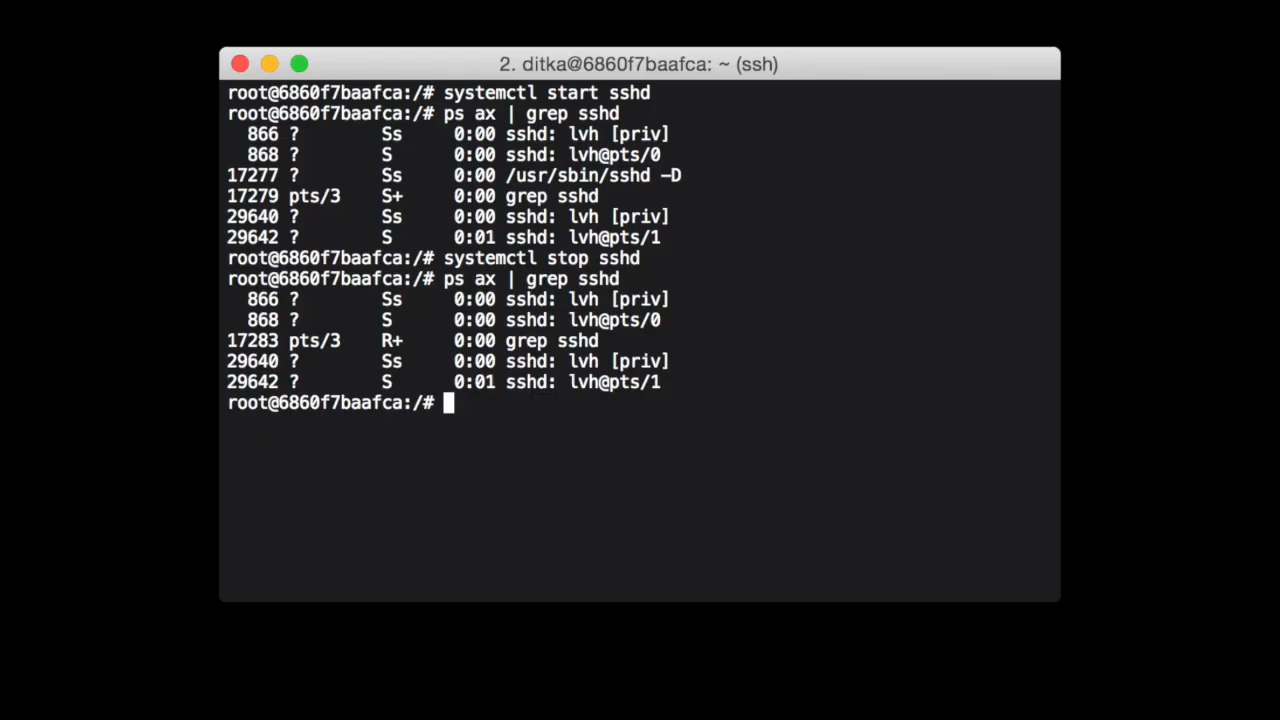 2. ditka@6860f7baafca: ~ (ssh)
root@6860f7baafca:/# systemctl start sshd
root@6860f7baafca:/# ps ax | grep sshd
  866 ?        Ss     0:00 sshd: lvh [priv]
  868 ?        S      0:00 sshd: lvh@pts/0
17277 ?        Ss     0:00 /usr/sbin/sshd -D
17279 pts/3    S+     0:00 grep sshd
29640 ?        Ss     0:00 sshd: lvh [priv]
29642 ?        S      0:01 sshd: lvh@pts/1
root@6860f7baafca:/# systemctl stop sshd
root@6860f7baafca:/# ps ax | grep sshd
  866 ?        Ss     0:00 sshd: lvh [priv]
  868 ?        S      0:00 sshd: lvh@pts/0
17283 pts/3    R+     0:00 grep sshd
29640 ?        Ss     0:00 sshd: lvh [priv]
29642 ?        S      0:01 sshd: lvh@pts/1
root@6860f7baafca:/#